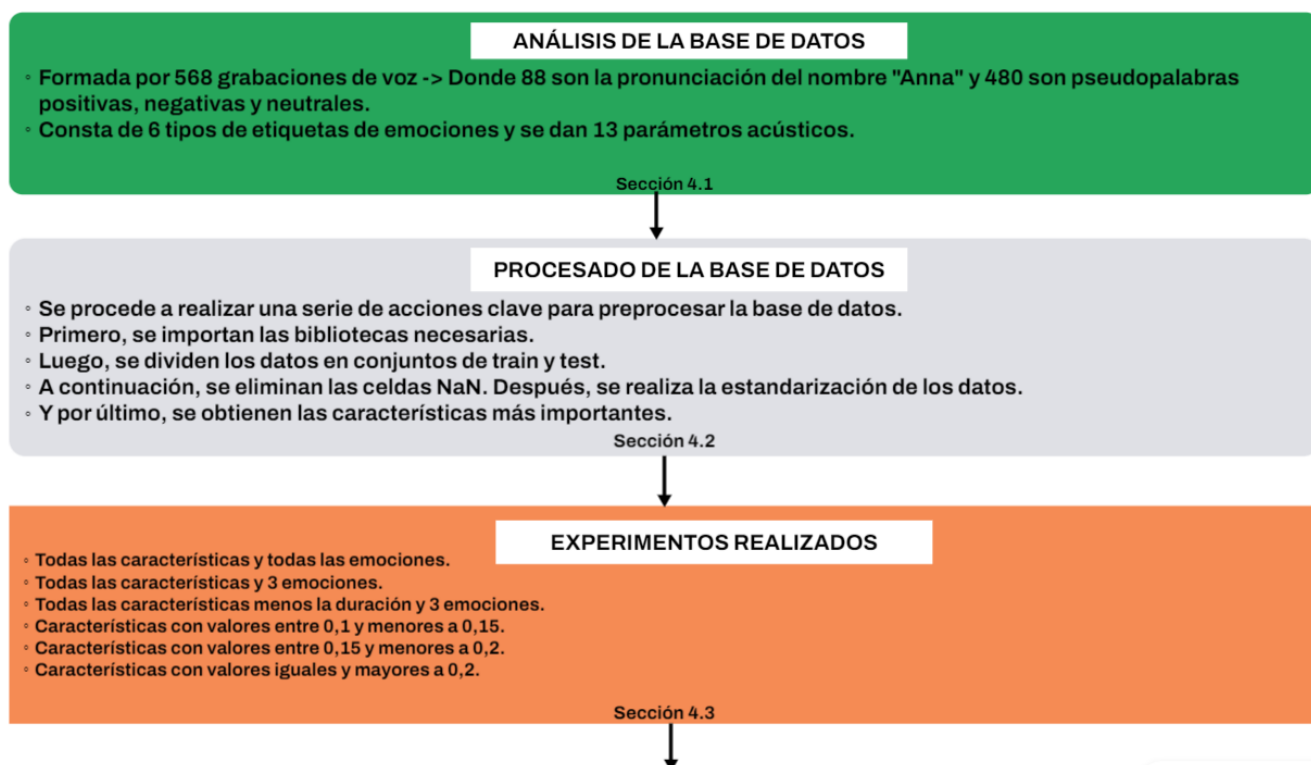 ANÁLISIS DE LA BASE DE DATOS
◦ Formada por 568 grabaciones de voz -> Donde 88 son la pronunciación del nombre "Anna" y 480 son pseudopalabras
positivas, negativas y neutrales.
◦ Consta de 6 tipos de etiquetas de emociones y se dan 13 parámetros acústicos.
Sección 4.1
PROCESADO DE LA BASE DE DATOS
◦ Se procede a realizar una serie de acciones clave para preprocesar la base de datos.
◦ Primero, se importan las bibliotecas necesarias.
◦ Luego, se dividen los datos en conjuntos de train y test.
◦ A continuación, se eliminan las celdas NaN. Después, se realiza la estandarización de los datos.
◦ Y por último, se obtienen las características más importantes.
Sección 4.2
EXPERIMENTOS REALIZADOS
◦ Todas las características y todas las emociones.
◦ Todas las características y 3 emociones.
◦ Todas las características menos la duración y 3 emociones.
◦ Características con valores entre 0,1 y menores a 0,15.
◦ Características con valores entre 0,15 y menores a 0,2.
◦ Características con valores iguales y mayores a 0,2.
Sección 4.3